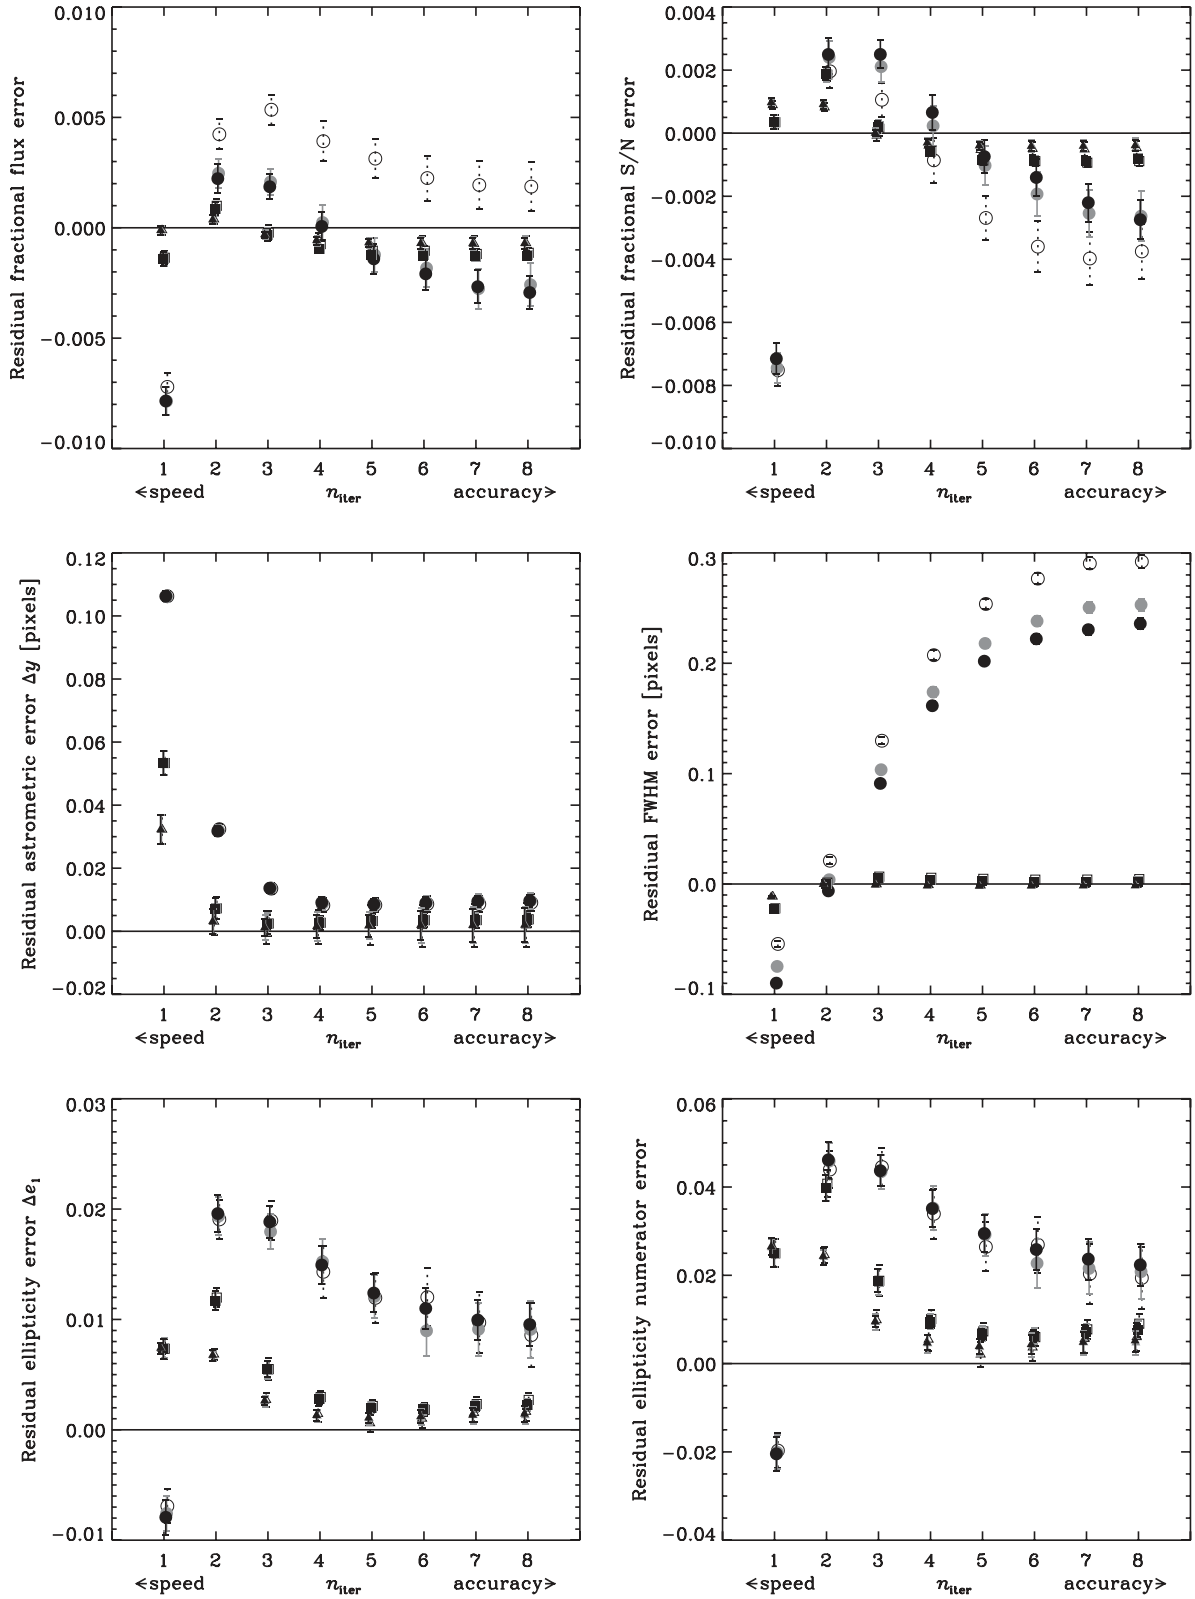 Residiual fractional flux error
0.010
0.005
0.000
−0.005
−0.010
1 2 3 4 5 6 7 8
<speed n_iter accuracy>
Residiual fractional S/N error
0.004
0.002
0.000
−0.002
−0.004
−0.006
−0.008
−0.010
1 2 3 4 5 6 7 8
<speed n_iter accuracy>
Residiual astrometric error Δy [pixels]
0.12
0.10
0.08
0.06
0.04
0.02
0.00
−0.02
1 2 3 4 5 6 7 8
<speed n_iter accuracy>
Residiual FWHM error [pixels]
0.3
0.2
0.1
0.0
−0.1
1 2 3 4 5 6 7 8
<speed n_iter accuracy>
Residual ellipticity error Δe₁
0.03
0.02
0.01
0.00
−0.01
1 2 3 4 5 6 7 8
<speed n_iter accuracy>
Residual ellipticity numerator error
0.06
0.04
0.02
0.00
−0.02
−0.04
1 2 3 4 5 6 7 8
<speed n_iter accuracy>